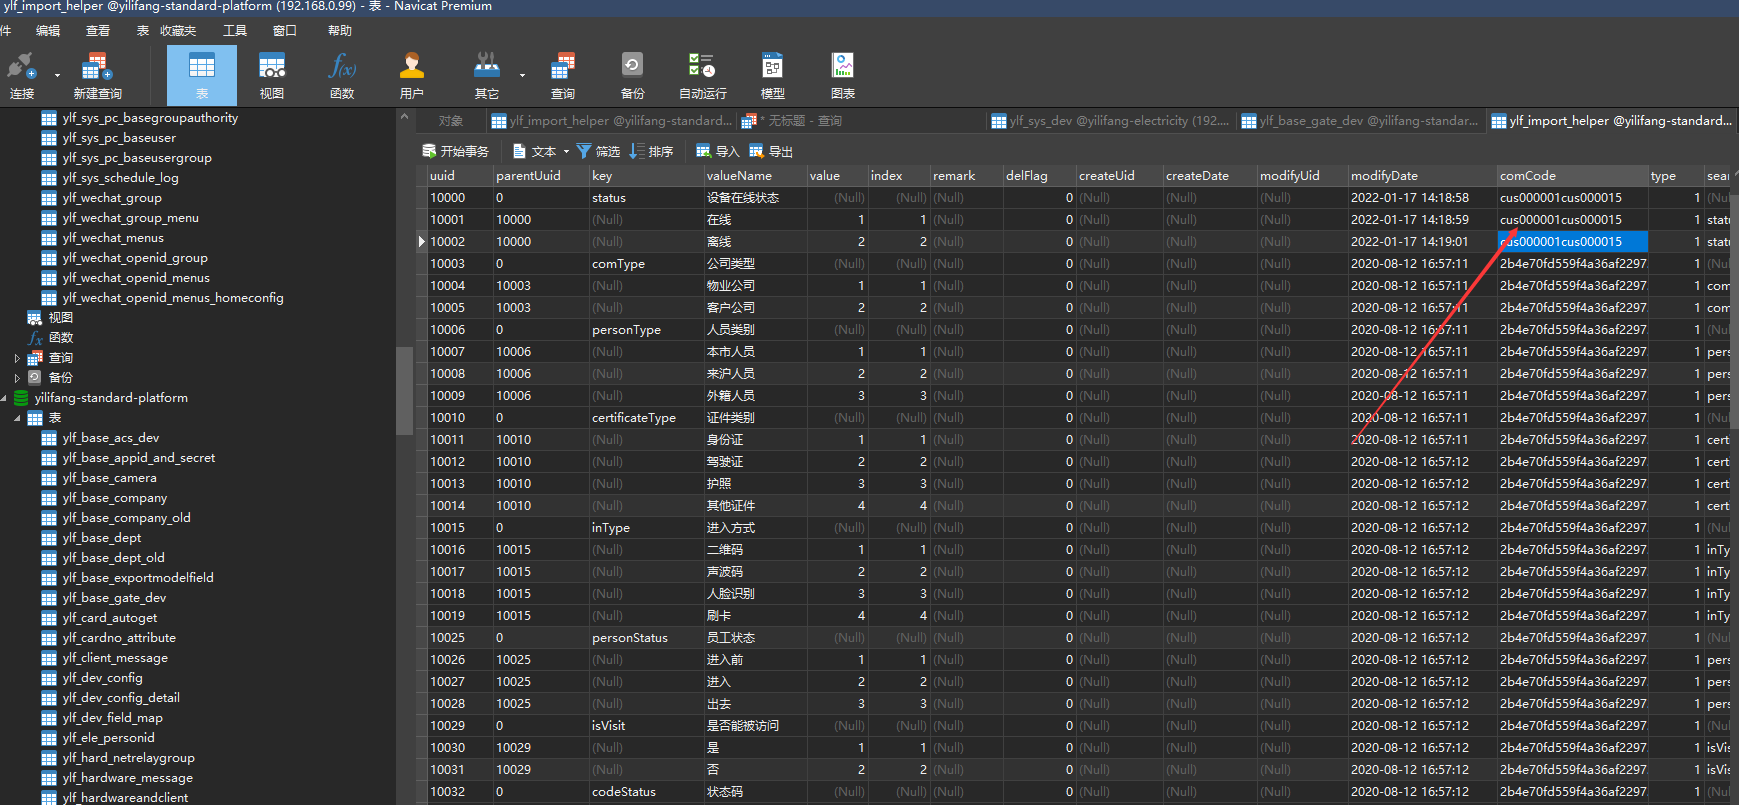 ylf_import_helper @yilifang-standard-platform (192.168.0.99) - 表 - Navicat Premium
件 编辑 查看 表 收藏夹 工具 窗口 帮助
连接 新建查询 表 视图 函数 用户 其它 查询 备份 自动运行 模型 图表
对象 ylf_import_helper @yilifang-standard... * 无标题 - 查询 ylf_sys_dev @yilifang-electricity (192.... ylf_base_gate_dev @yilifang-standar... ylf_import_helper @yilifang-standard...
开始事务 文本 筛选 排序 导入 导出
ylf_sys_pc_basegroupauthority
ylf_sys_pc_baseuser
ylf_sys_pc_baseusergroup
ylf_sys_schedule_log
ylf_wechat_group
ylf_wechat_group_menu
ylf_wechat_menus
ylf_wechat_openid_group
ylf_wechat_openid_menus
ylf_wechat_openid_menus_homeconfig
视图
函数
查询
备份
yilifang-standard-platform
表
ylf_base_acs_dev
ylf_base_appid_and_secret
ylf_base_camera
ylf_base_company
ylf_base_company_old
ylf_base_dept
ylf_base_dept_old
ylf_base_exportmodelfield
ylf_base_gate_dev
ylf_card_autoget
ylf_cardno_attribute
ylf_client_message
ylf_dev_config
ylf_dev_config_detail
ylf_dev_field_map
ylf_ele_personid
ylf_hard_netrelaygroup
ylf_hardware_message
ylf_hardwareandclient
uuid parentUuid key valueName value index remark delFlag createUid createDate modifyUid modifyDate comCode type sear
10000 0 status 设备在线状态 (Null) (Null) (Null) 0 (Null) (Null) (Null) 2022-01-17 14:18:58 cus000001cus000015 1 (Nu
10001 10000 (Null) 在线 1 1 (Null) 0 (Null) (Null) (Null) 2022-01-17 14:18:59 cus000001cus000015 1 statu
10002 10000 (Null) 离线 2 2 (Null) 0 (Null) (Null) (Null) 2022-01-17 14:19:01 cus000001cus000015 1 statu
10003 0 comType 公司类型 (Null) (Null) (Null) 0 (Null) (Null) (Null) 2020-08-12 16:57:11 2b4e70fd559f4a36af2297. 1 (Nu
10004 10003 (Null) 物业公司 1 1 (Null) 0 (Null) (Null) (Null) 2020-08-12 16:57:11 2b4e70fd559f4a36af2297. 1 com
10005 10003 (Null) 客户公司 2 2 (Null) 0 (Null) (Null) (Null) 2020-08-12 16:57:11 2b4e70fd559f4a36af2297. 1 com
10006 0 personType 人员类别 (Null) (Null) (Null) 0 (Null) (Null) (Null) 2020-08-12 16:57:11 2b4e70fd559f4a36af2297. 1 (Nu
10007 10006 (Null) 本市人员 1 1 (Null) 0 (Null) (Null) (Null) 2020-08-12 16:57:11 2b4e70fd559f4a36af2297. 1 pers
10008 10006 (Null) 来沪人员 2 2 (Null) 0 (Null) (Null) (Null) 2020-08-12 16:57:11 2b4e70fd559f4a36af2297. 1 pers
10009 10006 (Null) 外籍人员 3 3 (Null) 0 (Null) (Null) (Null) 2020-08-12 16:57:11 2b4e70fd559f4a36af2297. 1 pers
10010 0 certificateType 证件类别 (Null) (Null) (Null) 0 (Null) (Null) (Null) 2020-08-12 16:57:11 2b4e70fd559f4a36af2297. 1 (Nu
10011 10010 (Null) 身份证 1 1 (Null) 0 (Null) (Null) (Null) 2020-08-12 16:57:11 2b4e70fd559f4a36af2297. 1 cert
10012 10010 (Null) 驾驶证 2 2 (Null) 0 (Null) (Null) (Null) 2020-08-12 16:57:12 2b4e70fd559f4a36af2297. 1 cert
10013 10010 (Null) 护照 3 3 (Null) 0 (Null) (Null) (Null) 2020-08-12 16:57:12 2b4e70fd559f4a36af2297. 1 cert
10014 10010 (Null) 其他证件 4 4 (Null) 0 (Null) (Null) (Null) 2020-08-12 16:57:12 2b4e70fd559f4a36af2297. 1 cert
10015 0 inType 进入方式 (Null) (Null) (Null) 0 (Null) (Null) (Null) 2020-08-12 16:57:12 2b4e70fd559f4a36af2297. 1 (Nu
10016 10015 (Null) 二维码 1 1 (Null) 0 (Null) (Null) (Null) 2020-08-12 16:57:12 2b4e70fd559f4a36af2297. 1 inTy
10017 10015 (Null) 声波码 2 2 (Null) 0 (Null) (Null) (Null) 2020-08-12 16:57:12 2b4e70fd559f4a36af2297. 1 inTy
10018 10015 (Null) 人脸识别 3 3 (Null) 0 (Null) (Null) (Null) 2020-08-12 16:57:12 2b4e70fd559f4a36af2297. 1 inTy
10019 10015 (Null) 刷卡 4 4 (Null) 0 (Null) (Null) (Null) 2020-08-12 16:57:12 2b4e70fd559f4a36af2297. 1 inTy
10025 0 personStatus 员工状态 (Null) (Null) (Null) 0 (Null) (Null) (Null) 2020-08-12 16:57:12 2b4e70fd559f4a36af2297. 1 (Nu
10026 10025 (Null) 进入前 1 1 (Null) 0 (Null) (Null) (Null) 2020-08-12 16:57:12 2b4e70fd559f4a36af2297. 1 pers
10027 10025 (Null) 进入 2 2 (Null) 0 (Null) (Null) (Null) 2020-08-12 16:57:12 2b4e70fd559f4a36af2297. 1 pers
10028 10025 (Null) 出去 3 3 (Null) 0 (Null) (Null) (Null) 2020-08-12 16:57:12 2b4e70fd559f4a36af2297. 1 pers
10029 0 isVisit 是否能被访问 (Null) (Null) (Null) 0 (Null) (Null) (Null) 2020-08-12 16:57:12 2b4e70fd559f4a36af2297. 1 (Nu
10030 10029 (Null) 是 1 1 (Null) 0 (Null) (Null) (Null) 2020-08-12 16:57:12 2b4e70fd559f4a36af2297. 1 isVis
10031 10029 (Null) 否 2 2 (Null) 0 (Null) (Null) (Null) 2020-08-12 16:57:12 2b4e70fd559f4a36af2297. 1 isVis
10032 0 codeStatus 状态码 (Null) (Null) (Null) 0 (Null) (Null) (Null) 2020-08-12 16:57:12 2b4e70fd559f4a36af2297. 1 (Nu